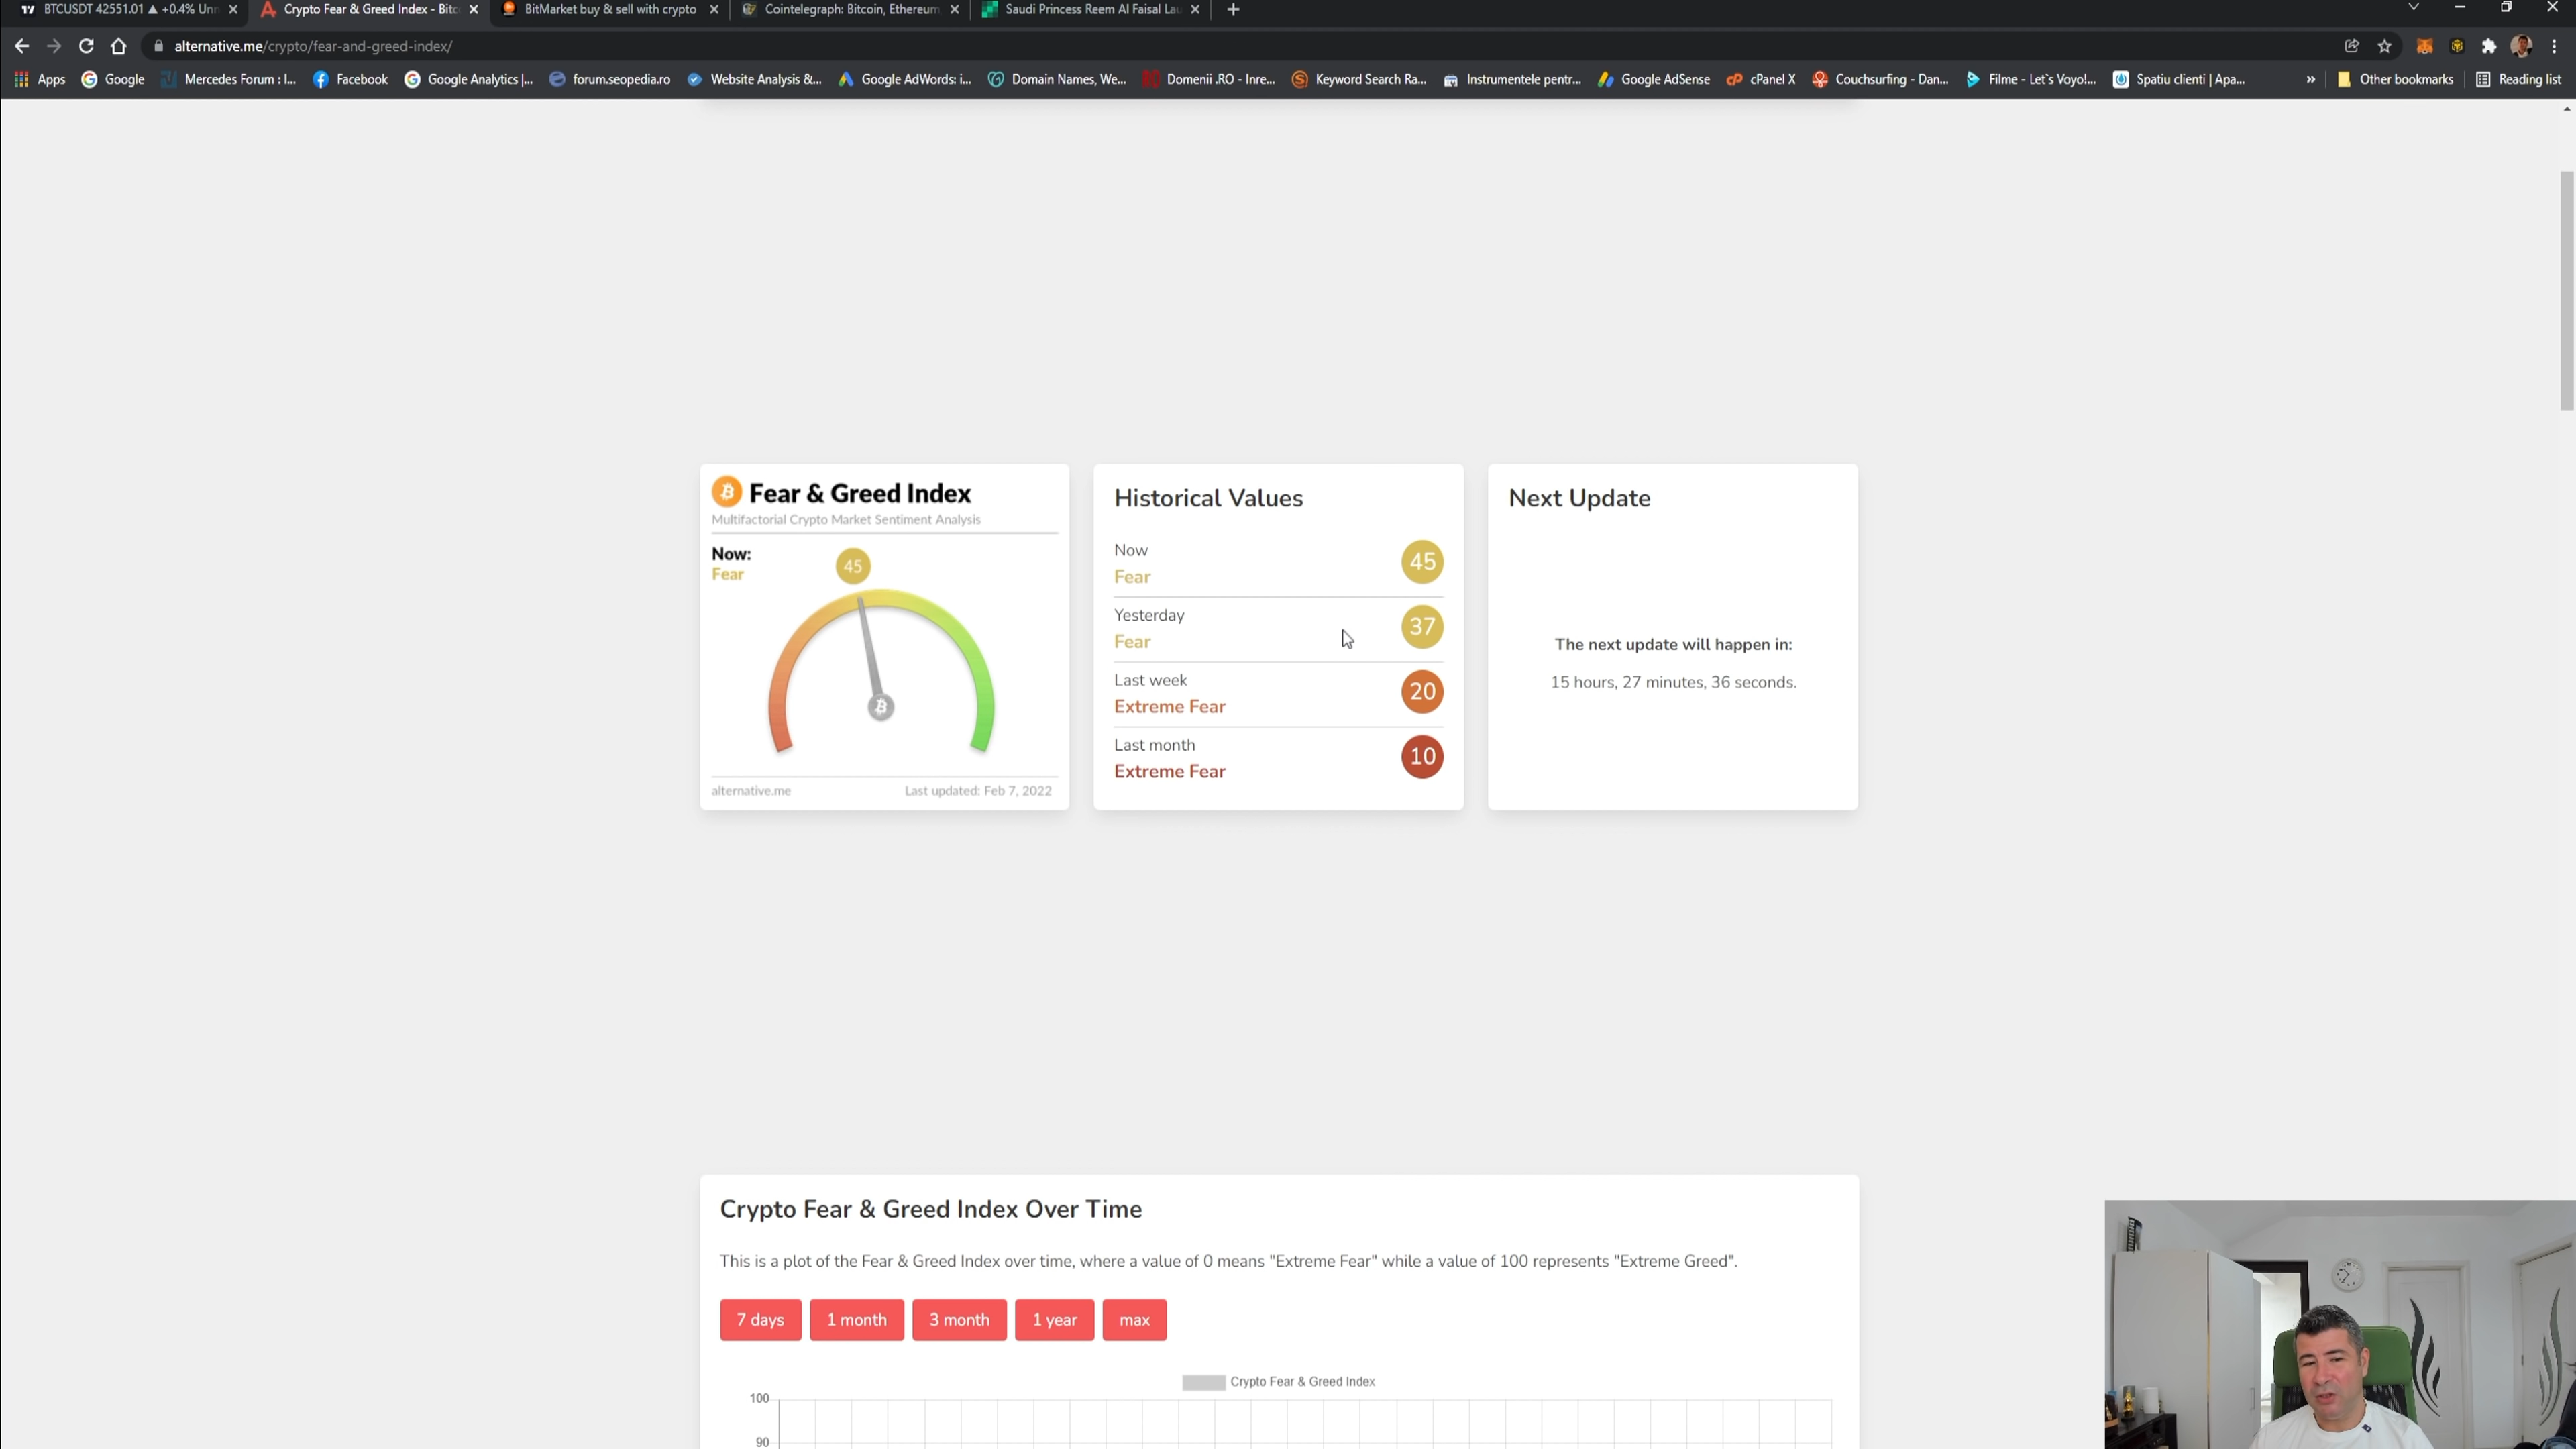 BTCUSDT 42551.01 ▲ +0.4% Unn
Crypto Fear & Greed Index - Bitc
BitMarket buy & sell with crypto
Cointelegraph: Bitcoin, Ethereum
Saudi Princess Reem Al Faisal Lau
alternative.me/crypto/fear-and-greed-index/
Apps
Google
Mercedes Forum : I...
Facebook
Google Analytics |...
forum.seopedia.ro
Website Analysis &...
Google AdWords: i...
Domain Names, We...
Domenii .RO - Inre...
Keyword Search Ra...
Instrumentele pentr...
Google AdSense
cPanel X
Couchsurfing - Dan...
Filme - Let`s Voyo!...
Spatiu clienti | Apa...
»
Other bookmarks
Reading list
Fear & Greed Index
Multifactorial Crypto Market Sentiment Analysis
Now:
Fear
45
alternative.me
Last updated: Feb 7, 2022
Historical Values
Now
Fear
45
Yesterday
Fear
37
Last week
Extreme Fear
20
Last month
Extreme Fear
10
Next Update
The next update will happen in:
15 hours, 27 minutes, 36 seconds.
Crypto Fear & Greed Index Over Time
This is a plot of the Fear & Greed Index over time, where a value of 0 means "Extreme Fear" while a value of 100 represents "Extreme Greed".
7 days
1 month
3 month
1 year
max
Crypto Fear & Greed Index
100
90